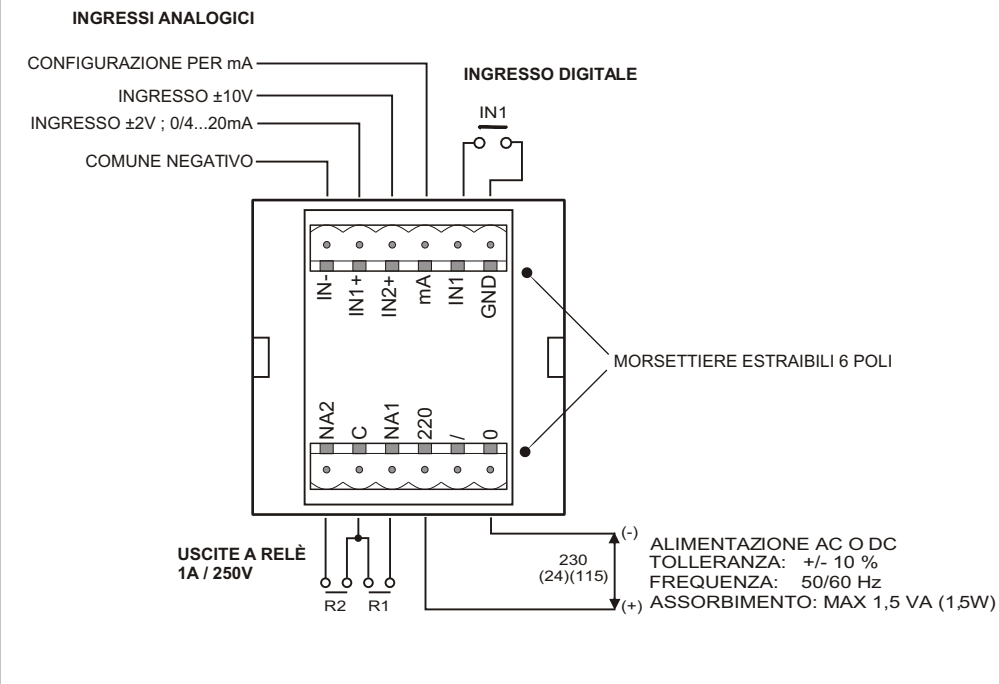 INGRESSI ANALOGICI
CONFIGURAZIONE PER mA
INGRESSO ±10V
INGRESSO ±2V ; 0/4...20mA
COMUNE NEGATIVO
INGRESSO DIGITALE
IN1
IN-
IN1+
IN2+
mA
IN1
GND
MORSETTIERE ESTRAIBILI 6 POLI
NA2
C
NA1
220
/
0
USCITE A RELÈ
1A / 250V
R2
R1
230
(24)(115)
(-)
(+)
ALIMENTAZIONE AC O DC
TOLLERANZA: +/- 10 %
FREQUENZA: 50/60 Hz
ASSORBIMENTO: MAX 1,5 VA (1,5W)